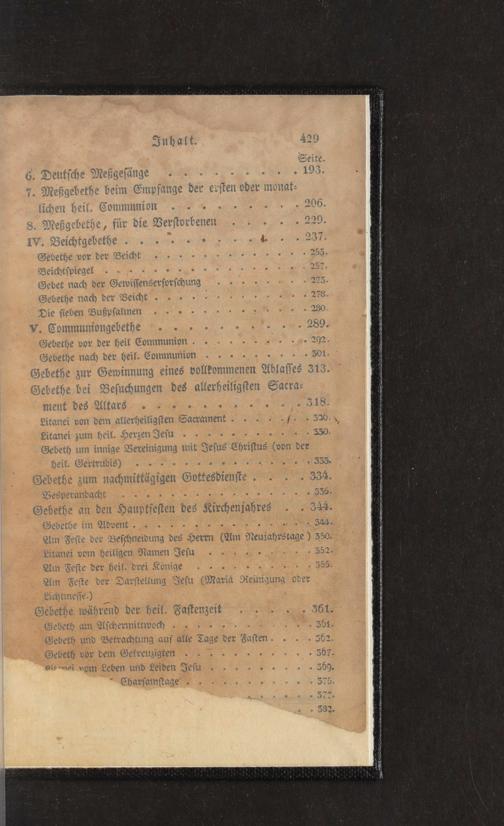 Inhalt. 429
Seite.
6. Deutsche Meßgesänge . . . . . . . . . 193.
7. Meßgebethe beim Empfange der ersten oder monat-
lichen heil. Communion . . . . . . . 206.
8. Meßgebethe, für die Verstorbenen . . . . . 229.
IV. Beichtgebethe . . . . . . . . . . . 237.
Gebethe vor der Beicht . . . . . . . . . . 255.
Beichtspiegel . . . . . . . . . . . . 257.
Gebet nach der Gewissenserforschung . . . . . . . 275.
Gebethe nach der Beicht . . . . . . . . . . 278.
Die sieben Bußpsalmen . . . . . . . . . . 280.
V. Communiongebethe . . . . . . . . . 289.
Gebethe vor der heil Communion . . . . . . . . 292.
Gebethe nach der heil. Communion . . . . . . . 301.
Gebethe zur Gewinnung eines vollkommenen Ablasses 313.
Gebethe bei Besuchungen des allerheiligsten Sacra-
ment des Altars . . . . . . . . . . 318.
Litanei von dem allerheiligsten Sacrament . . . . . 320.
Litanei zum heil. Herzen Jesu . . . . . . . . 330.
Gebeth um innige Vereinigung mit Jesus Christus (von der
heil. Gertrudis) . . . . . . . . . . . 333.
Gebethe zum nachmittägigen Gottesdienste . . . . 334.
Vesperandacht . . . . . . . . . . . . 336.
Gebethe an den Hauptfesten des Kirchenjahres . . 344.
Gebethe im Advent . . . . . . . . . . . 344.
Am Feste der Beschneidung des Herrn (Am Neujahrstage) 350.
Litanei vom heiligen Namen Jesu . . . . . . . 352.
Am Feste der heil. drei Könige . . . . . . . . 355.
Am Feste der Darstellung Jesu (Mariä Reinigung oder
Lichtmesse.)
Gebethe während der heil. Fastenzeit . . . . . 361.
Gebeth am Aschermittwoch . . . . . . . . . 361.
Gebeth und Betrachtung auf alle Tage der Fasten . . . 362.
Gebeth vor dem Gekreuzigten . . . . . . . . 367.
Litanei vom Leben und Leiden Jesu . . . . . . . 369.
Charsamstage . . . . . . . . . 376.
. . . . . 377.
. . 382.